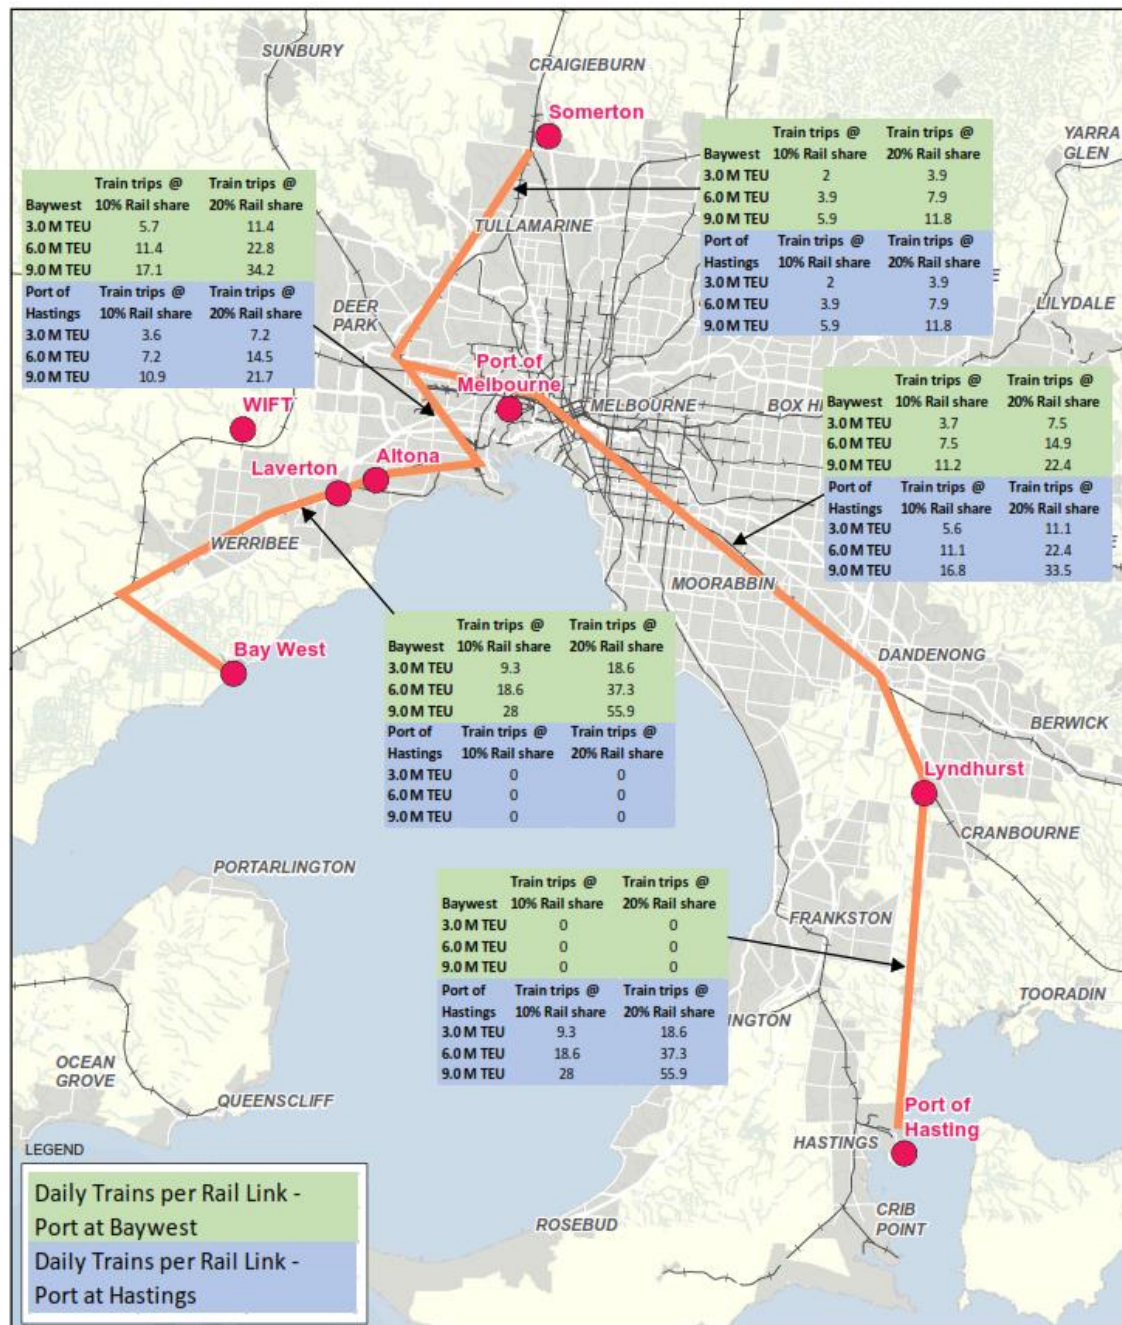 SUNBURY
CRAIGIEBURN
Somerton
YARRA
GLEN
Train trips @ Train trips @
Baywest 10% Rail share 20% Rail share
3.0 M TEU 2 3.9
6.0 M TEU 3.9 7.9
9.0 M TEU 5.9 11.8
Port of Train trips @ Train trips @
Hastings 10% Rail share 20% Rail share
3.0 M TEU 2 3.9
6.0 M TEU 3.9 7.9
9.0 M TEU 5.9 11.8
Train trips @ Train trips @
Baywest 10% Rail share 20% Rail share
3.0 M TEU 5.7 11.4
6.0 M TEU 11.4 22.8
9.0 M TEU 17.1 34.2
Port of Train trips @ Train trips @
Hastings 10% Rail share 20% Rail share
3.0 M TEU 3.6 7.2
6.0 M TEU 7.2 14.5
9.0 M TEU 10.9 21.7
TULLAMARINE
DEER
PARK
LILYDALE
Port of
Melbourne
MELBOURNE
BOX HI
WIFT
Laverton
Altona
WERRIBEE
Train trips @ Train trips @
Baywest 10% Rail share 20% Rail share
3.0 M TEU 3.7 7.5
6.0 M TEU 7.5 14.9
9.0 M TEU 11.2 22.4
Port of Train trips @ Train trips @
Hastings 10% Rail share 20% Rail share
3.0 M TEU 5.6 11.1
6.0 M TEU 11.1 22.4
9.0 M TEU 16.8 33.5
MOORABBIN
Bay West
DANDENONG
BERWICK
Train trips @ Train trips @
Baywest 10% Rail share 20% Rail share
3.0 M TEU 9.3 18.6
6.0 M TEU 18.6 37.3
9.0 M TEU 28 55.9
Port of Train trips @ Train trips @
Hastings 10% Rail share 20% Rail share
3.0 M TEU 0 0
6.0 M TEU 0 0
9.0 M TEU 0 0
Lyndhurst
CRANBOURNE
PORTARLINGTON
FRANKSTON
Train trips @ Train trips @
Baywest 10% Rail share 20% Rail share
3.0 M TEU 0 0
6.0 M TEU 0 0
9.0 M TEU 0 0
Port of Train trips @ Train trips @
Hastings 10% Rail share 20% Rail share
3.0 M TEU 9.3 18.6
6.0 M TEU 18.6 37.3
9.0 M TEU 28 55.9
TOORADIN
INGTON
OCEAN
GROVE
QUEENSCLIFF
Port of
Hasting
HASTINGS
CRIB
POINT
ROSEBUD
LEGEND
Daily Trains per Rail Link -
Port at Baywest
Daily Trains per Rail Link -
Port at Hastings